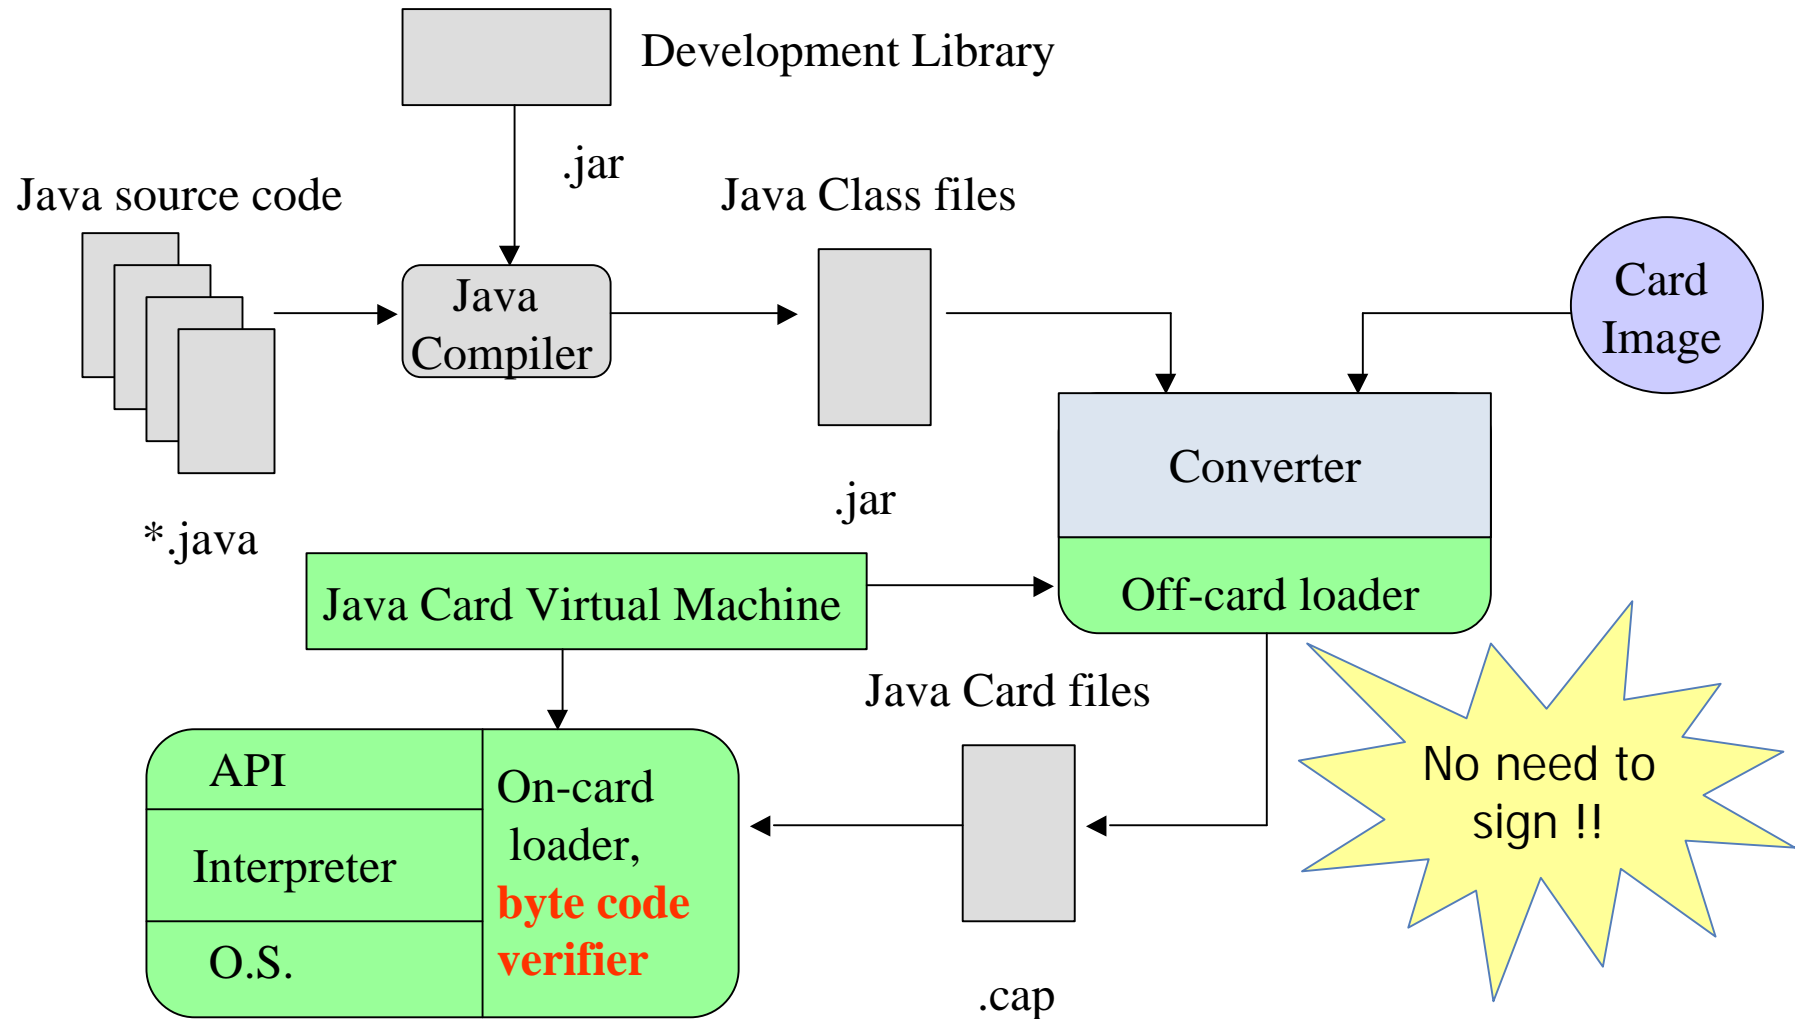 Development Library
.jar
Java source code
Java Class files
Java
Compiler
Card
Image
Converter
.jar
*.java
Java Card Virtual Machine
Off-card loader
Java Card files
API
Interpreter
O.S.
On-card
loader,
byte code
verifier
No need to
sign !!
.cap